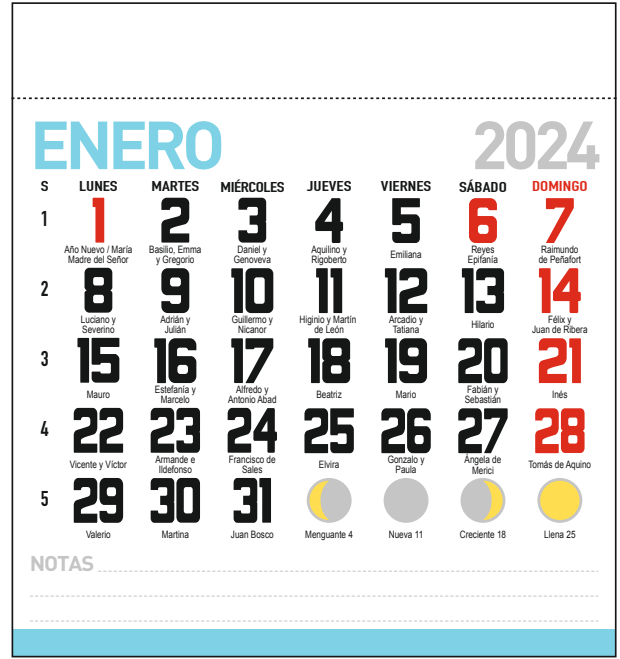 ENERO 2024
S LUNES MARTES MIÉRCOLES JUEVES VIERNES SÁBADO DOMINGO
1 1 2 3 4 5 6 7
Año Nuevo / María Basilio, Emma Daniel y Aquilino y Emiliana Reyes Raimundo
Madre del Señor y Gregorio Genoveva Rigoberto Epifanía de Peñafort
2 8 9 10 11 12 13 14
Luciano y Adrián y Guillermo y Higinio y Martín Arcadio y Hilario Félix y
Severino Julián Nicanor de León Tatiana Juan de Ribera
3 15 16 17 18 19 20 21
Mauro Estefanía y Alfredo y Beatriz Mario Fabián y Inés
Marcelo Antonio Abad Sebastián
4 22 23 24 25 26 27 28
Vicente y Víctor Armande e Francisco de Elvira Gonzalo y Ángela de Tomás de Aquino
Ildefonso Sales Paula Merici
5 29 30 31
Valerio Martina Juan Bosco Menguante 4 Nueva 11 Creciente 18 Llena 25
NOTAS